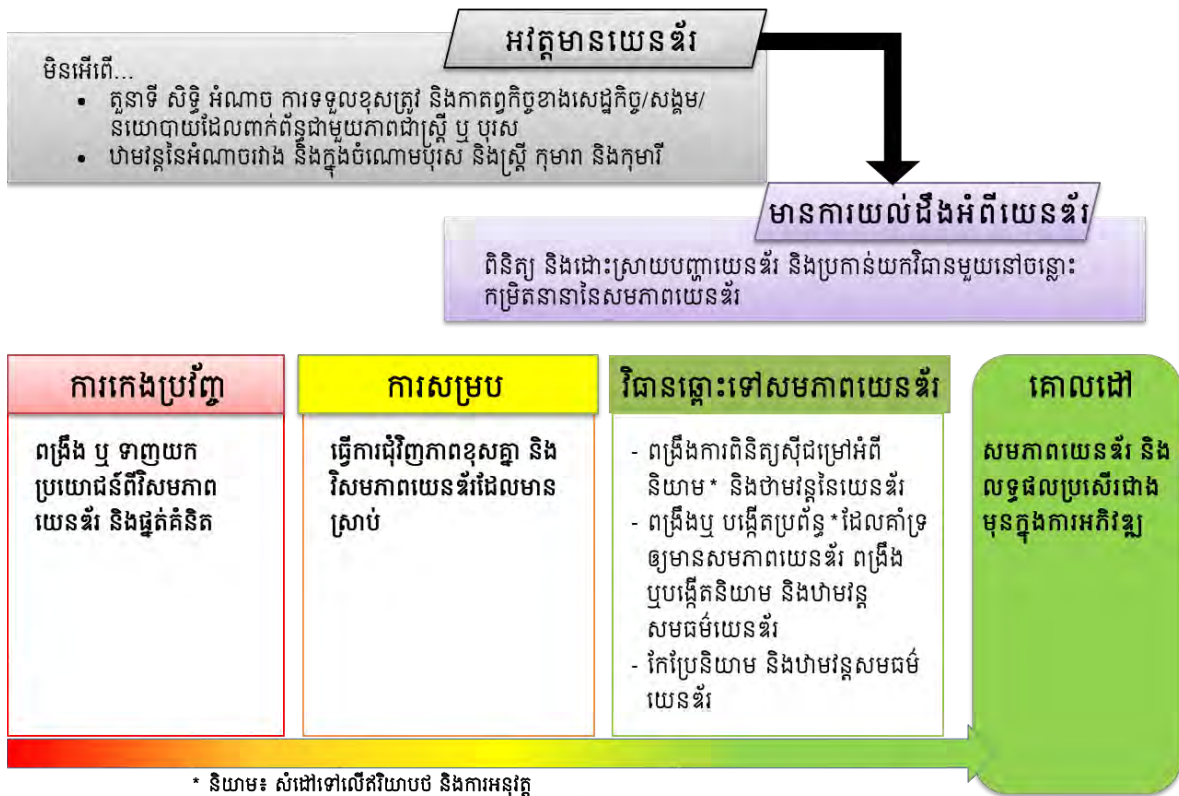 អវត្តមានយេនឌ័រ
មិនអើពើ...
• តួនាទី សិទ្ធិ អំណាច ការទទួលខុសត្រូវ និងកាតព្វកិច្ចខាងសេដ្ឋកិច្ច/សង្គម/
នយោបាយដែលពាក់ព័ន្ធជាមួយភាពជាស្ត្រី ឬ បុរស
• ឋាមវន្តនៃអំណាចរវាង និងក្នុងចំណោមបុរស និងស្ត្រី កុមារា និងកុមារី
មានការយល់ដឹងអំពីយេនឌ័រ
ពិនិត្យ និងដោះស្រាយបញ្ហាយេនឌ័រ និងប្រកាន់យកវិធានមួយនៅចន្លោះ
កម្រិតនានានៃសមភាពយេនឌ័រ
ការកេងប្រវ័ញ្ច
ពង្រឹង ឬ ទាញយក
ប្រយោជន៍ពីវិសមភាព
យេនឌ័រ និងផ្នត់គំនិត
ការសម្រប
ធ្វើការជុំវិញភាពខុសគ្នា និង
វិសមភាពយេនឌ័រដែលមាន
ស្រាប់
វិធានឆ្ពោះទៅសមភាពយេនឌ័រ
- ពង្រឹងការពិនិត្យស៊ីជម្រៅអំពី
និយាម* និងឋាមវន្តនៃយេនឌ័រ
- ពង្រឹងឬ បង្កើតប្រព័ន្ធ*ដែលគាំទ្រ
ឲ្យមានសមភាពយេនឌ័រ ពង្រឹង
ឬបង្កើតនិយាម និងឋាមវន្ត
សមធម៌យេនឌ័រ
- កែប្រែនិយាម និងឋាមវន្តសមធម៌
យេនឌ័រ
គោលដៅ
សមភាពយេនឌ័រ និង
លទ្ធផលប្រសើរជាង
មុនក្នុងការអភិវឌ្ឍ
* និយាម៖ សំដៅទៅលើឥរិយាបថ និងការអនុវត្ត